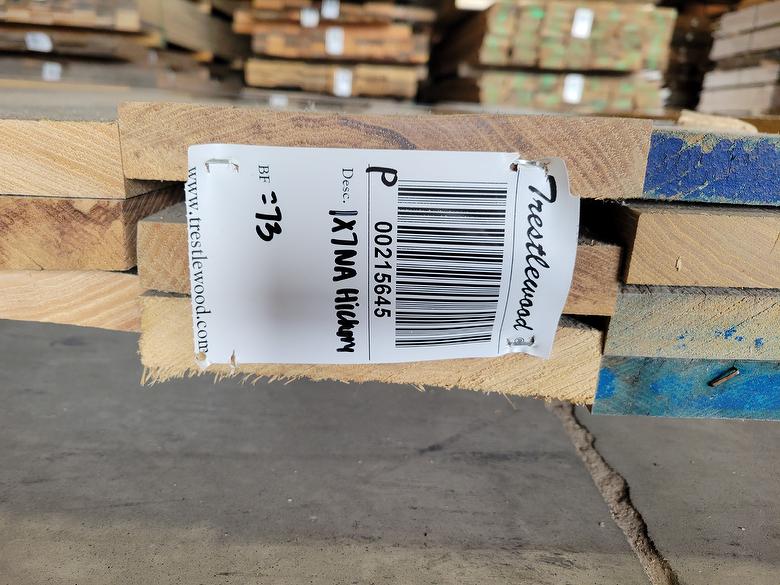 Trestlewood®
P 00215645
Desc. 1X7NA Hickory
BF =73
www.trestlewood.com